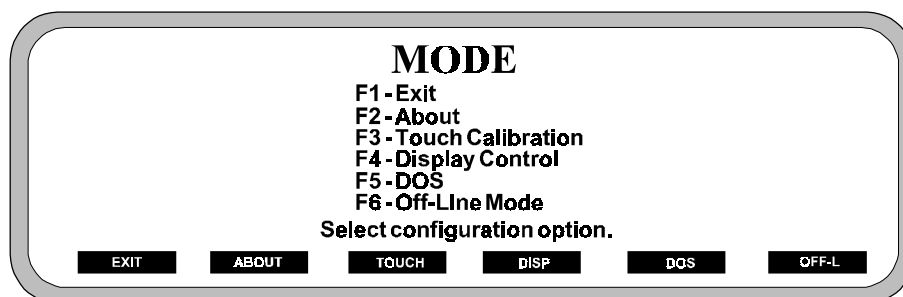 MODE
F1 - Exit
F2 - About
F3 - Touch Calibration
F4 - Display Control
F5 - DOS
F6 - Off-LIne Mode
Select configuration option.
EXIT ABOUT TOUCH DISP DOS OFF-L